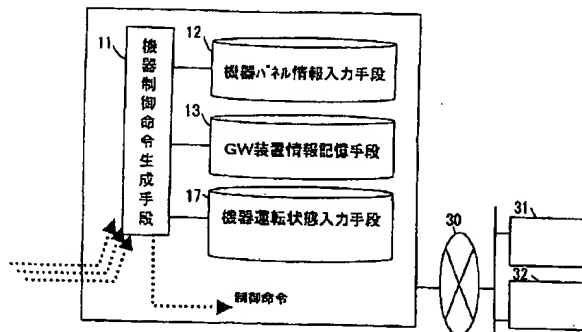 11
機器制御命令生成手段
12
機器パネル情報入力手段
13
GW装置情報記憶手段
17
機器運転状態入力手段
制御命令
30
31
32